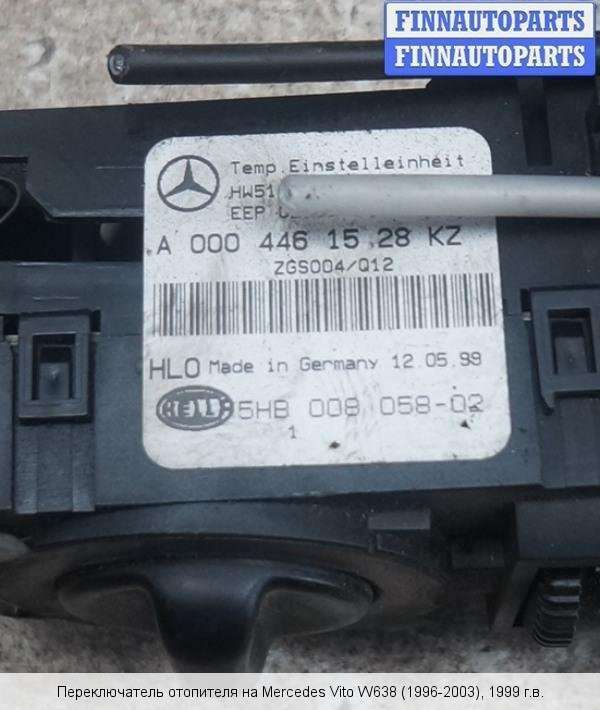 FINNAUTOPARTS
FINNAUTOPARTS
Temp.Einstelleinheit
HW51
EEP
A 000 446 15 28 KZ
ZGS004/Q12
HLO Made in Germany 12.05.99
HELLA 5HB 008 058-02
1
Переключатель отопителя на Mercedes Vito W638 (1996-2003), 1999 г.в.